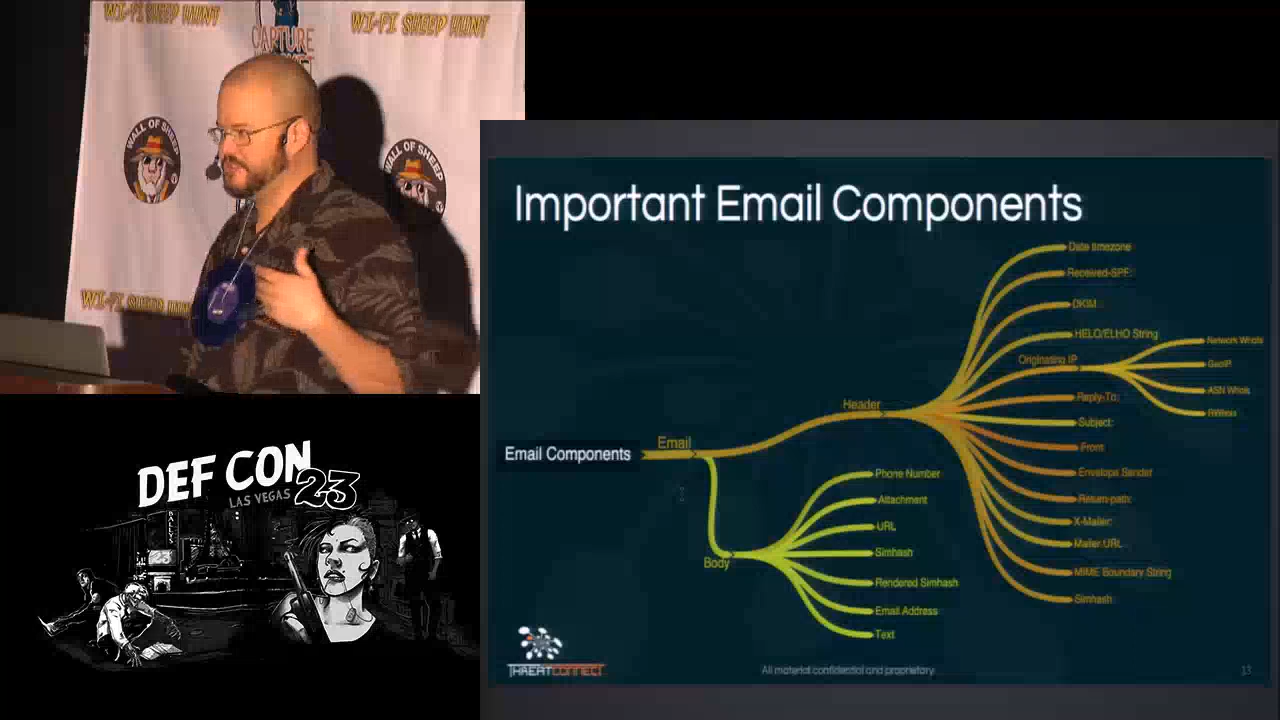 WI-FI SHEEP HUNT
WI-FI SHEEP HUNT
CAPTURE
WALL OF SHEEP
WALL OF SHEEP
WI-FI SHEEP HUNT
DEF CON
LAS VEGAS
23
BALLY'S
Important Email Components
Email Components
Email
Header
Date timezone
Received-SPF:
DKIM:
HELO/ELHO String
Originating IP
Network Whois
GeoIP
ASN Whois
Reply-To:
Subject:
From:
Envelope Sender
Return-path:
X-Mailer:
Mailer URL
MIME Boundary String
Simhash
Body
Phone Number
Attachment
URL
Simhash
Rendered Simhash
Email Address
Text
THREATCONNECT
All material confidential and proprietary.
13